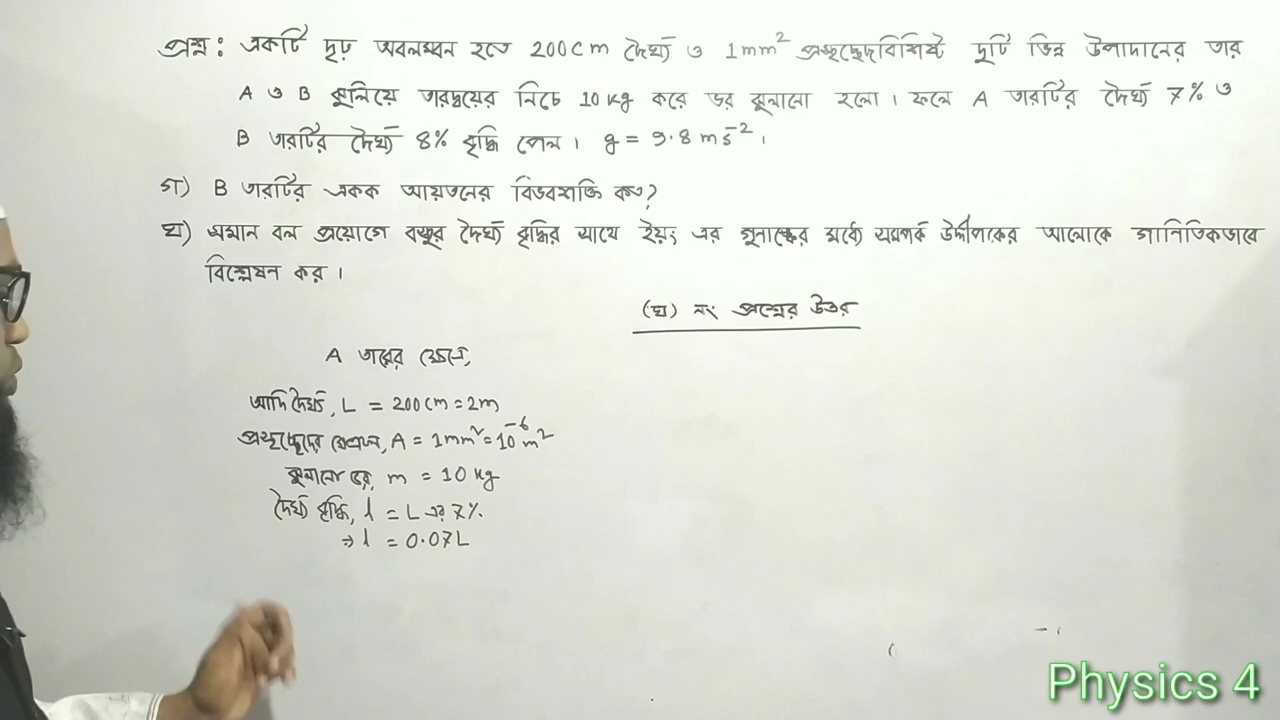 প্রশ্ন : একটি দৃঢ় অবলম্বন হতে 200cm দৈর্ঘ্য ও 1mm² প্রস্থচ্ছেদবিশিষ্ট দুটি ভিন্ন উপাদানের তার
A ও B ঝুলিয়ে তারদ্বয়ের নিচে 10kg করে ভর ঝুলানো হলো। ফলে A তারটির দৈর্ঘ্য 7% ও
B তারটির দৈর্ঘ্য 8% বৃদ্ধি পেল। g = 9.8 ms⁻²।
গ) B তারটির একক আয়তনের বিভবশক্তি কত?
ঘ) সমান বল প্রয়োগে বস্তুর দৈর্ঘ্য বৃদ্ধির সাথে ইয়ং এর গুনাঙ্কের মধ্যে সম্পর্ক উদ্দীপকের আলোকে গানিতিকভাবে
বিশ্লেষন কর।
(ঘ) নং প্রশ্নের উত্তর
A তারের ক্ষেত্রে,
আদি দৈর্ঘ্য, L = 200cm = 2m
প্রস্থচ্ছেদের ক্ষেত্রফল, A = 1mm² = 10⁻⁶ m²
ঝুলানো ভর, m = 10 kg
দৈর্ঘ্য বৃদ্ধি, l = L এর 7%
⇒ l = 0.07L
Physics 4